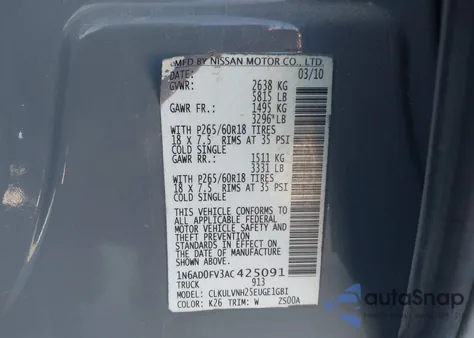 MFD BY NISSAN MOTOR CO., LTD.
DATE: 03/10
GVWR: 2638 KG
5815 LB
GAWR FR.: 1495 KG
3296*LB
WITH P265/60R18 TIRES
18 X 7.5 RIMS AT 35 PSI
COLD SINGLE
GAWR RR.: 1511 KG
3331 LB
WITH P265/60R18 TIRES
18 X 7.5 RIMS AT 35 PSI
COLD SINGLE
THIS VEHICLE CONFORMS TO
ALL APPLICABLE FEDERAL
MOTOR VEHICLE SAFETY
AND THEFT PREVENTION
STANDARDS IN EFFECT ON
THE DATE OF MANUFACTURE
SHOWN ABOVE.
1N6AD0FV3AC425091
TRUCK 913
MODEL: CLKULVNH25EUGE1GBI
COLOR: K26 TRIM: W ZS00A
AutoSnap